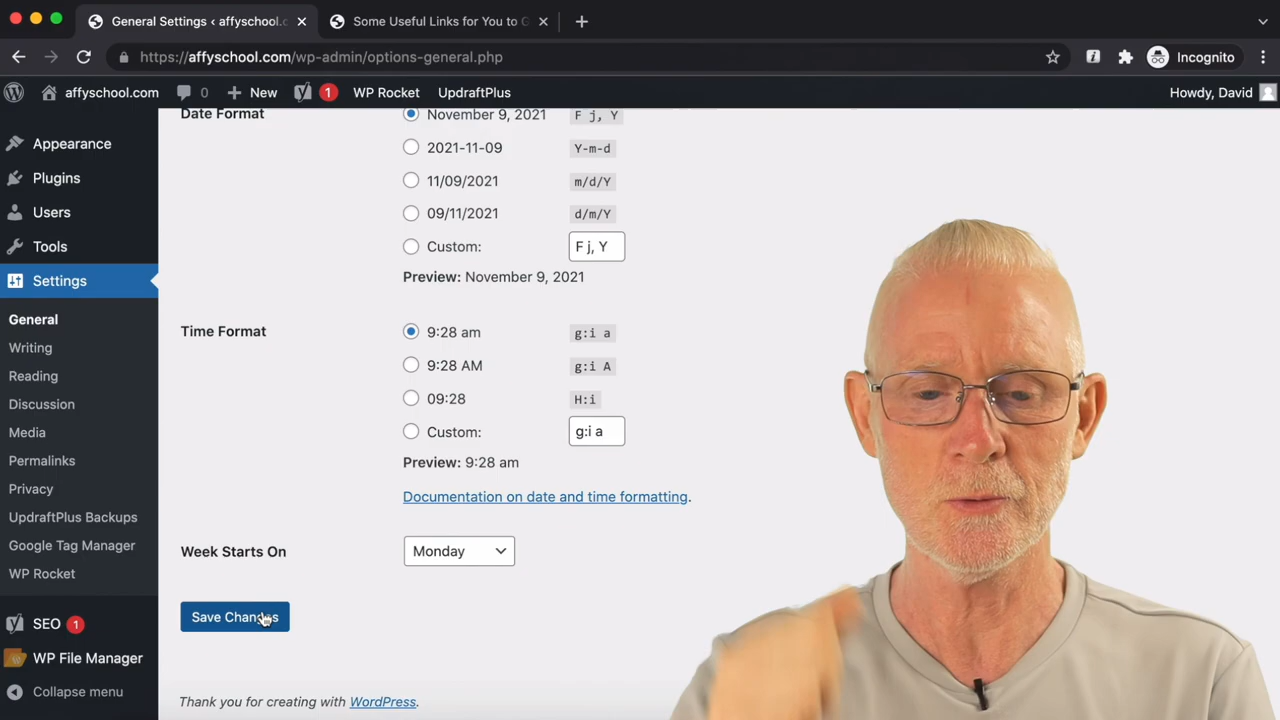 General Settings ‹ affyschool.c
Some Useful Links for You to G
https://affyschool.com/wp-admin/options-general.php
Incognito
affyschool.com
0
New
1
WP Rocket
UpdraftPlus
Howdy, David
Appearance
Plugins
Users
Tools
Settings
General
Writing
Reading
Discussion
Media
Permalinks
Privacy
UpdraftPlus Backups
Google Tag Manager
WP Rocket
SEO 1
WP File Manager
Collapse menu
Date Format
November 9, 2021 F j, Y
2021-11-09 Y-m-d
11/09/2021 m/d/Y
09/11/2021 d/m/Y
Custom: F j, Y
Preview: November 9, 2021
Time Format
9:28 am g:i a
9:28 AM g:i A
09:28 H:i
Custom: g:i a
Preview: 9:28 am
Documentation on date and time formatting.
Week Starts On Monday
Save Changes
Thank you for creating with WordPress.